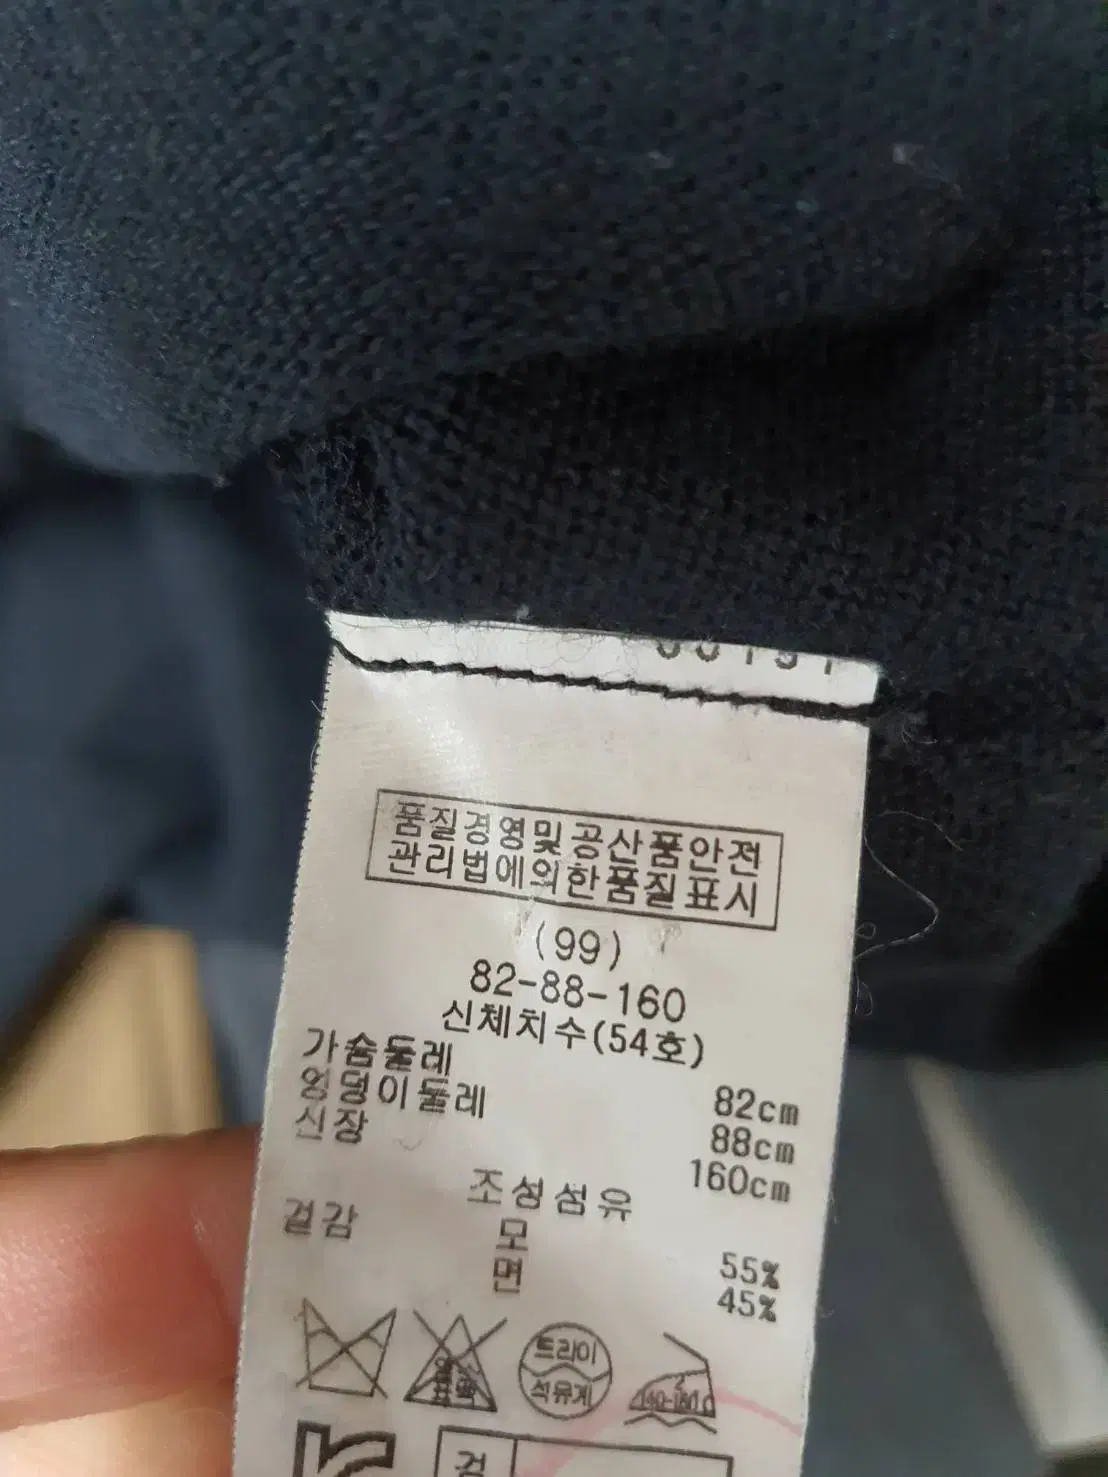 품질경영및공산품안전
관리법에의한품질표시
(99)
82-88-160
신체치수(54호)
가슴둘레 82cm
엉덩이둘레 88cm
신장 160cm
조성섬유
겉감 모 55%
면 45%
드라이
석유계
140-160 C
검